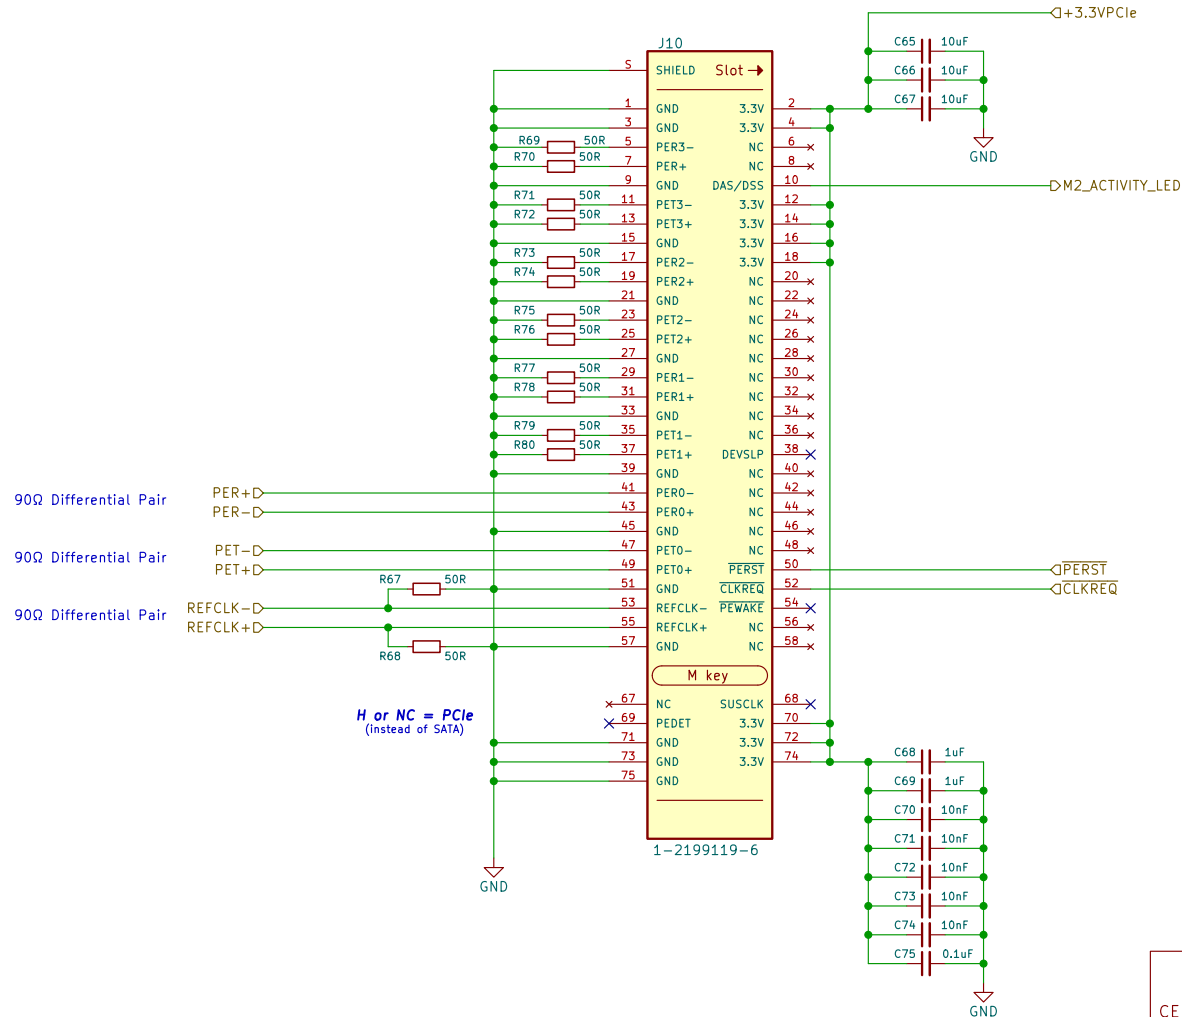 +3.3VPCIe
C65 10uF
C66 10uF
C67 10uF
GND
J10
S SHIELD Slot
1 GND 3.3V 2
3 GND 3.3V 4
R69 50R 5 PER3- NC 6
R70 50R 7 PER+ NC 8
9 GND DAS/DSS 10 M2_ACTIVITY_LED
R71 50R 11 PET3- 3.3V 12
R72 50R 13 PET3+ 3.3V 14
15 GND 3.3V 16
R73 50R 17 PER2- 3.3V 18
R74 50R 19 PER2+ NC 20
21 GND NC 22
R75 50R 23 PET2- NC 24
R76 50R 25 PET2+ NC 26
27 GND NC 28
R77 50R 29 PER1- NC 30
R78 50R 31 PER1+ NC 32
33 GND NC 34
R79 50R 35 PET1- NC 36
R80 50R 37 PET1+ DEVSLP 38
39 GND NC 40
90Ω Differential Pair
PER+ 41 PER0- NC 42
PER- 43 PER0+ NC 44
45 GND NC 46
90Ω Differential Pair
PET- 47 PET0- NC 48
PET+ 49 PET0+ PERST 50 PERST
R67 50R 51 GND CLKREQ 52 CLKREQ
90Ω Differential Pair
REFCLK- 53 REFCLK- PEWAKE 54
REFCLK+ 55 REFCLK+ NC 56
R68 50R 57 GND NC 58
M key
67 NC SUSCLK 68
H or NC = PCIe
(instead of SATA)
69 PEDET 3.3V 70
71 GND 3.3V 72
73 GND 3.3V 74
75 GND
1-2199119-6
GND
C68 1uF
C69 1uF
C70 10nF
C71 10nF
C72 10nF
C73 10nF
C74 10nF
C75 0.1uF
GND
CE